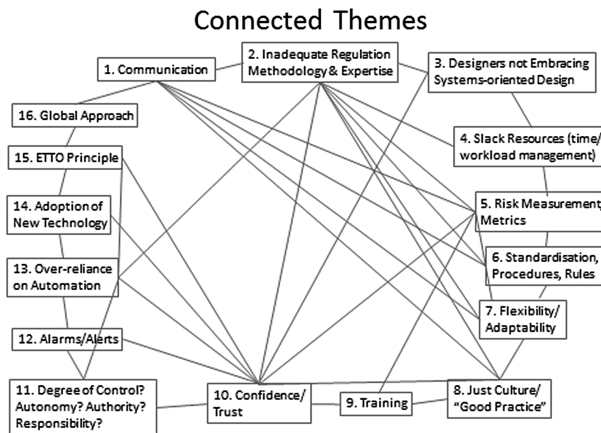 Connected Themes
1. Communication
2. Inadequate Regulation
Methodology & Expertise
3. Designers not Embracing
Systems-oriented Design
4. Slack Resources (time/
workload management)
5. Risk Measurement,
Metrics
6. Standardisation,
Procedures, Rules
7. Flexibility/
Adaptability
8. Just Culture/
“Good Practice”
9. Training
10. Confidence/
Trust
11. Degree of Control?
Autonomy? Authority?
Responsibility?
12. Alarms/Alerts
13. Over-reliance
on Automation
14. Adoption of
New Technology
15. ETTO Principle
16. Global Approach